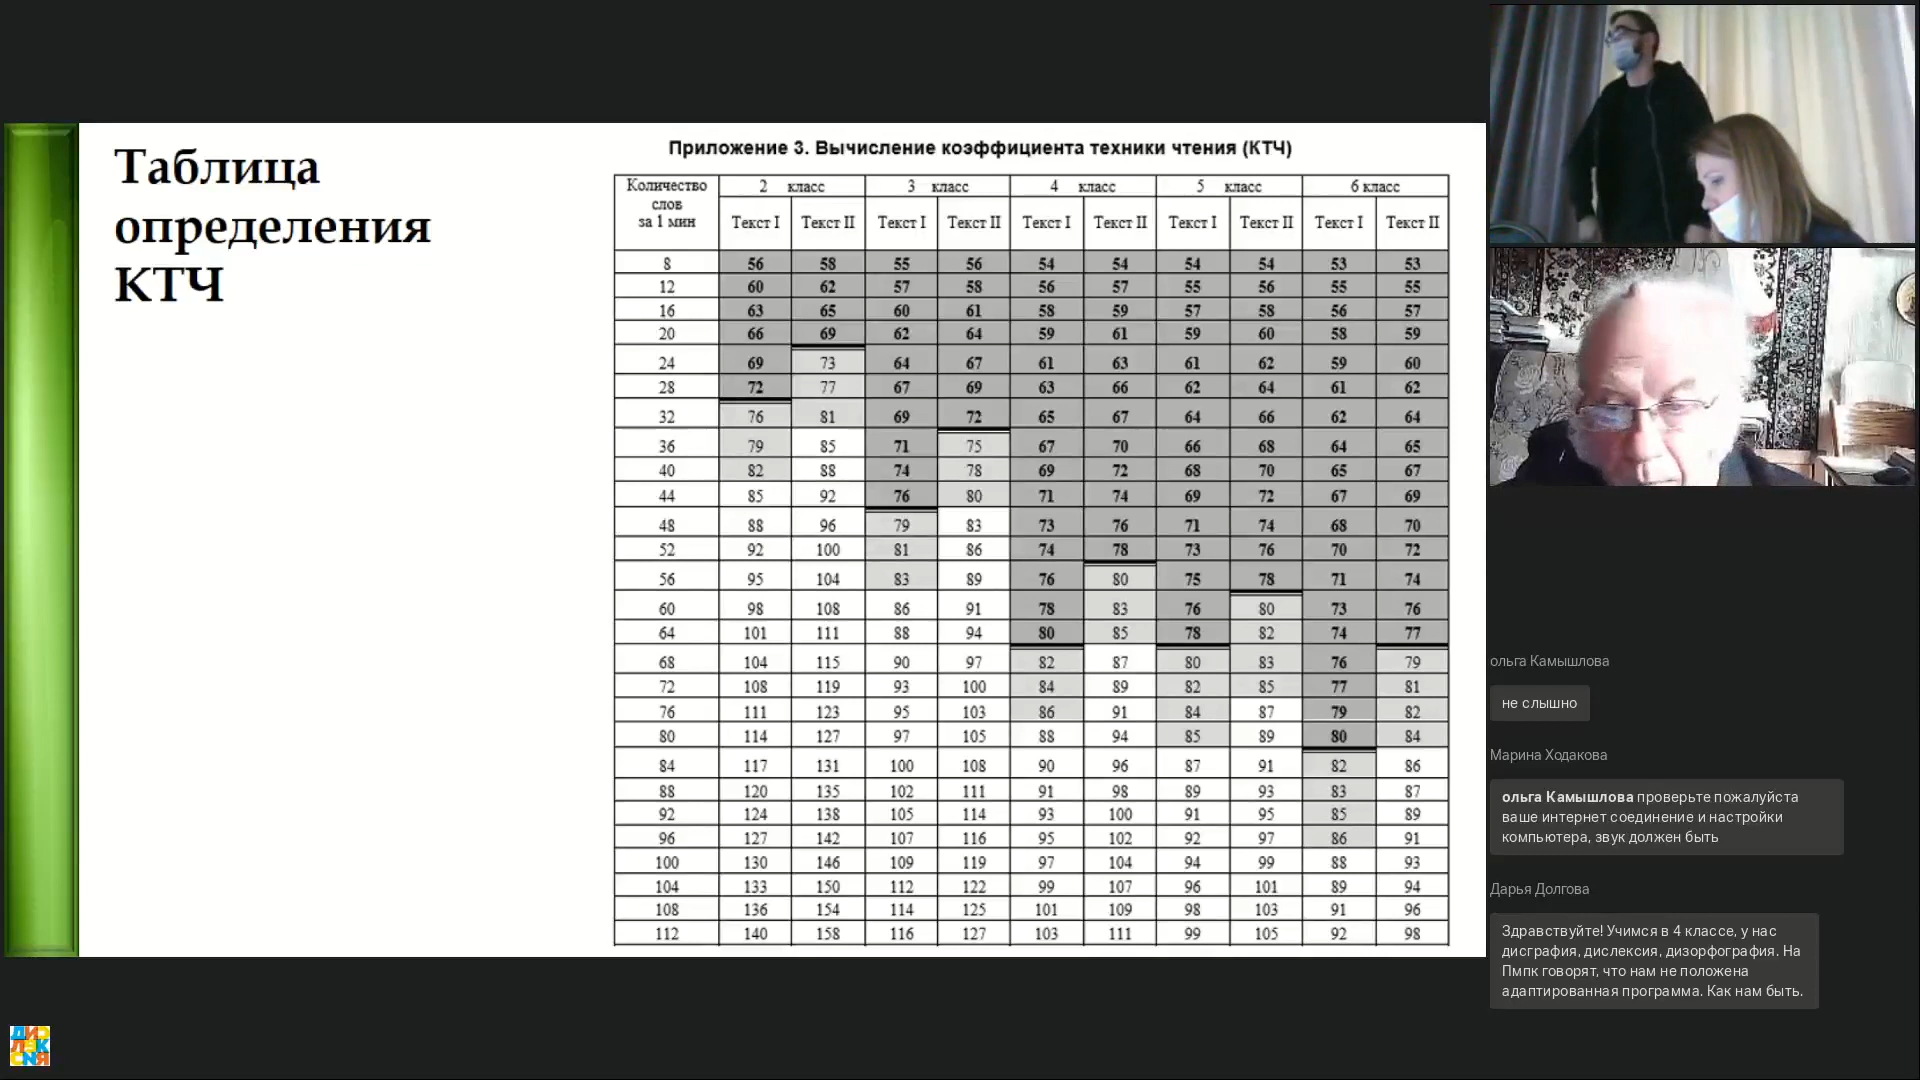 Таблица
определения
КТЧ
Приложение 3. Вычисление коэффициента техники чтения (КТЧ)
Количество слов за 1 мин 2 класс 3 класс 4 класс 5 класс 6 класс
Текст I Текст II Текст I Текст II Текст I Текст II Текст I Текст II Текст I Текст II
8 56 58 55 56 54 54 54 54 53 53
12 60 62 57 58 56 57 55 56 55 55
16 63 65 60 61 58 59 57 58 56 57
20 66 69 62 64 59 61 59 60 58 59
24 69 73 64 67 61 63 61 62 59 60
28 72 77 67 69 63 66 62 64 61 62
32 76 81 69 72 65 67 64 66 62 64
36 79 85 71 75 67 70 66 68 64 65
40 82 88 74 78 69 72 68 70 65 67
44 85 92 76 80 71 74 69 72 67 69
48 88 96 79 83 73 76 71 74 68 70
52 92 100 81 86 74 78 73 76 70 72
56 95 104 83 89 76 80 75 78 71 74
60 98 108 86 91 78 83 76 80 73 76
64 101 111 88 94 80 85 78 82 74 77
68 104 115 90 97 82 87 80 83 76 79
72 108 119 93 100 84 89 82 85 77 81
76 111 123 95 103 86 91 84 87 79 82
80 114 127 97 105 88 94 85 89 80 84
84 117 131 100 108 90 96 87 91 82 86
88 120 135 102 111 91 98 89 93 83 87
92 124 138 105 114 93 100 91 95 85 89
96 127 142 107 116 95 102 92 97 86 91
100 130 146 109 119 97 104 94 99 88 93
104 133 150 112 122 99 107 96 101 89 94
108 136 154 114 125 101 109 98 103 91 96
112 140 158 116 127 103 111 99 105 92 98
ольга Камышлова
не слышно
Марина Ходакова
ольга Камышлова проверьте пожалуйста
ваше интернет соединение и настройки
компьютера, звук должен быть
Дарья Долгова
Здравствуйте! Учимся в 4 классе, у нас
дисграфия, дислексия, дизорфография. На
Пмпк говорят, что нам не положена
адаптированная программа. Как нам быть.
ДИС
ЛЕК
СИЯ